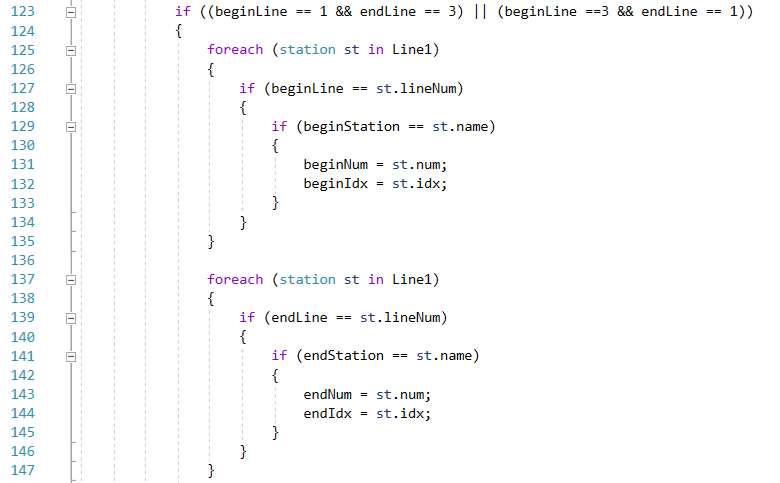 123 if ((beginLine == 1 && endLine == 3) || (beginLine ==3 && endLine == 1))
124 {
125 foreach (station st in Line1)
126 {
127 if (beginLine == st.lineNum)
128 {
129 if (beginStation == st.name)
130 {
131 beginNum = st.num;
132 beginIdx = st.idx;
133 }
134 }
135 }
136
137 foreach (station st in Line1)
138 {
139 if (endLine == st.lineNum)
140 {
141 if (endStation == st.name)
142 {
143 endNum = st.num;
144 endIdx = st.idx;
145 }
146 }
147 }